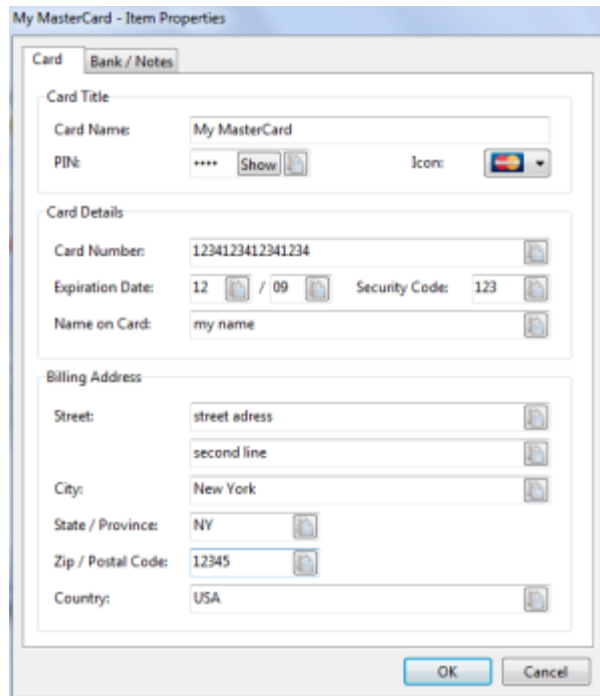 My MasterCard - Item Properties
Card Bank / Notes
Card Title
Card Name: My MasterCard
PIN: •••• Show Icon:
Card Details
Card Number: 1234123412341234
Expiration Date: 12 / 09 Security Code: 123
Name on Card: my name
Billing Address
Street: street adress
second line
City: New York
State / Province: NY
Zip / Postal Code: 12345
Country: USA
OK Cancel